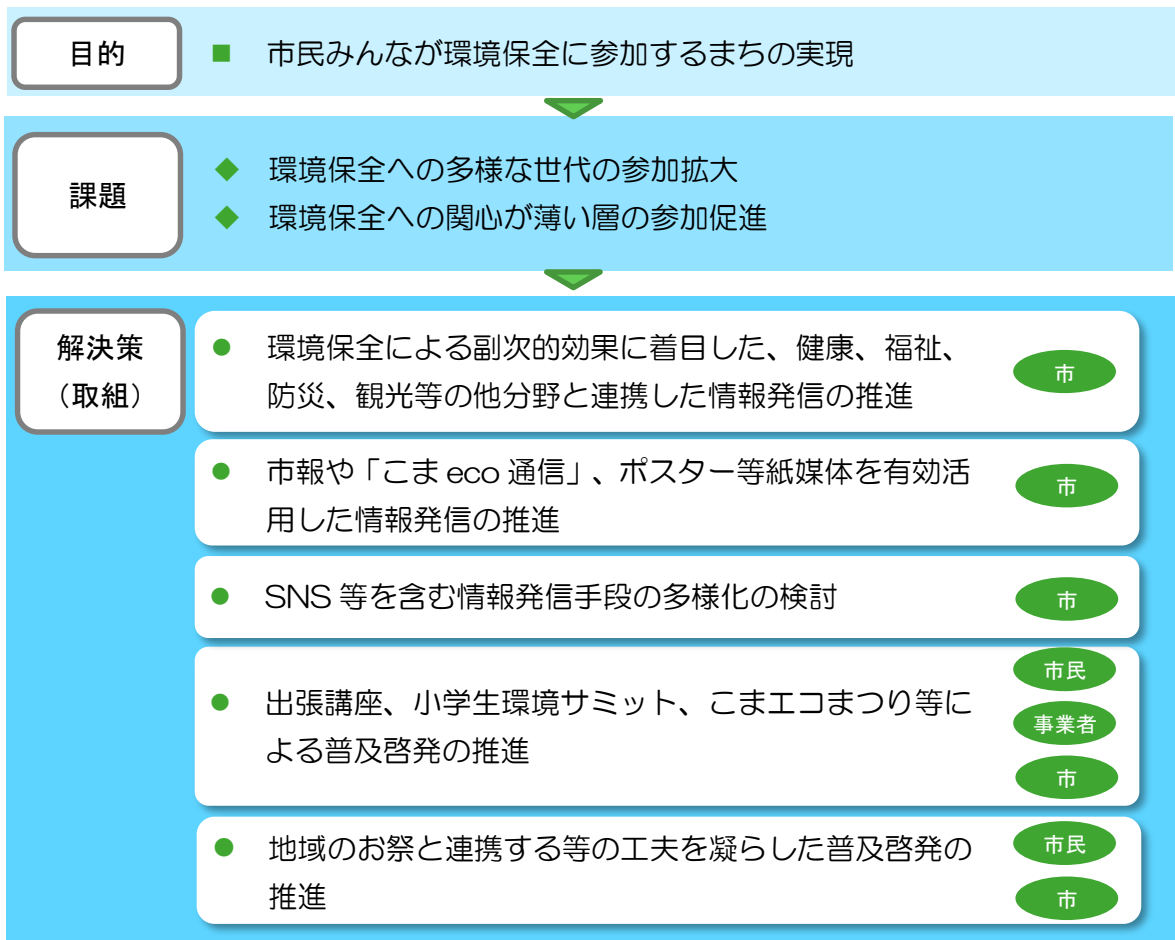 目的
■ 市民みんなが環境保全に参加するまちの実現
課題
◆ 環境保全への多様な世代の参加拡大
◆ 環境保全への関心が薄い層の参加促進
解決策
（取組）
● 環境保全による副次的効果に着目した、健康、福祉、
防災、観光等の他分野と連携した情報発信の推進
市
● 市報や「こま eco 通信」、ポスター等紙媒体を有効活
用した情報発信の推進
市
● SNS 等を含む情報発信手段の多様化の検討
市
● 出張講座、小学生環境サミット、こまエコまつり等に
よる普及啓発の推進
市民
事業者
市
● 地域のお祭と連携する等の工夫を凝らした普及啓発の
推進
市民
市